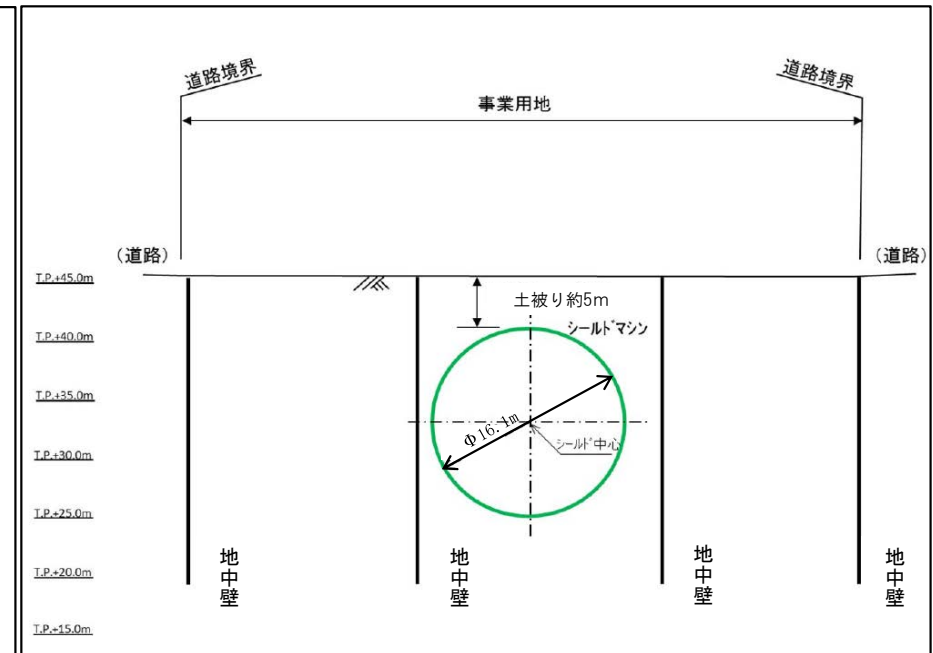 道路境界
道路境界
事業用地
(道路)
(道路)
T.P.+45.0m
土被り約5m
シールドマシン
T.P.+40.0m
T.P.+35.0m
Φ16.1m
シールド中心
T.P.+30.0m
T.P.+25.0m
地中壁
地中壁
地中壁
地中壁
T.P.+20.0m
T.P.+15.0m